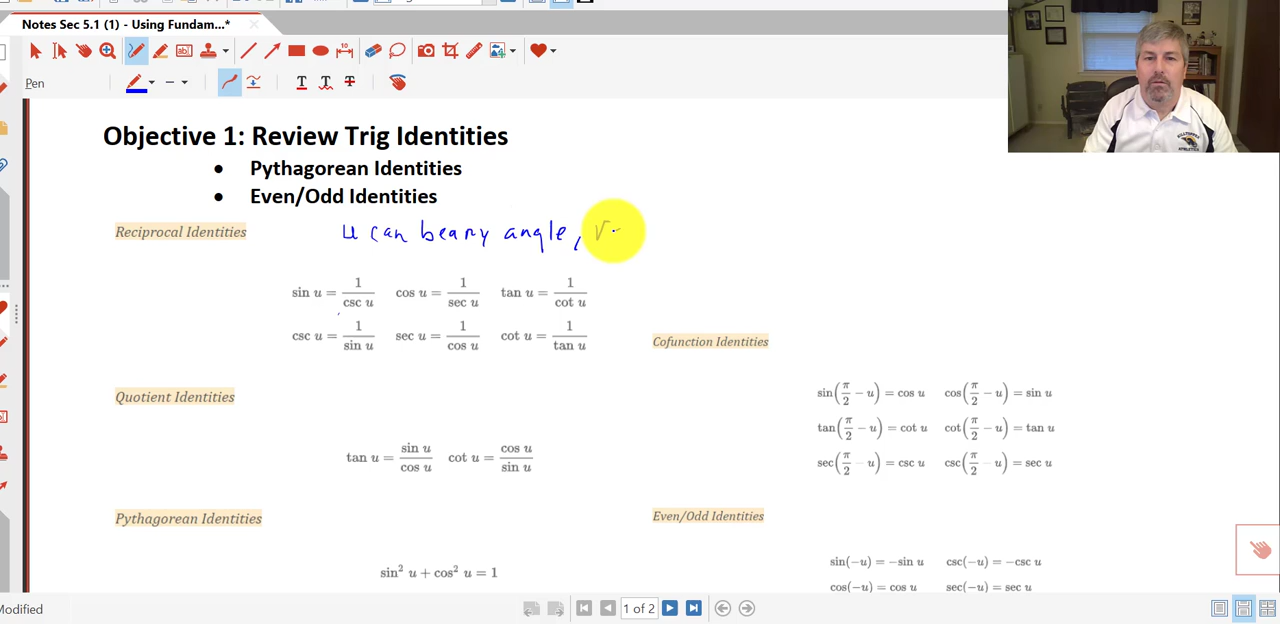 Notes Sec 5.1 (1) - Using Fundam...*
Pen
Objective 1: Review Trig Identities
• Pythagorean Identities
• Even/Odd Identities
Reciprocal Identities
u can be any angle,
sin u = 1/csc u cos u = 1/sec u tan u = 1/cot u
csc u = 1/sin u sec u = 1/cos u cot u = 1/tan u
Quotient Identities
tan u = sin u/cos u cot u = cos u/sin u
Pythagorean Identities
sin² u + cos² u = 1
Cofunction Identities
sin(π/2 − u) = cos u cos(π/2 − u) = sin u
tan(π/2 − u) = cot u cot(π/2 − u) = tan u
sec(π/2 − u) = csc u csc(π/2 − u) = sec u
Even/Odd Identities
sin(−u) = −sin u csc(−u) = −csc u
cos(−u) = cos u sec(−u) = sec u
HILLTOPPER
ATHLETICS
Modified
1 of 2